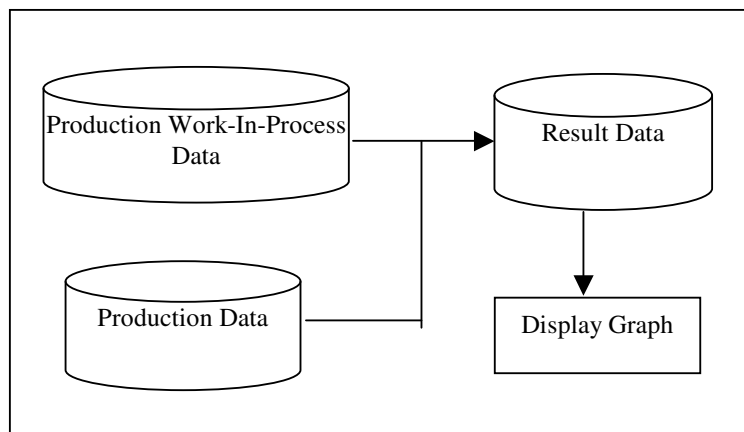 Production Work-In-Process
Data
Result Data
Production Data
Display Graph